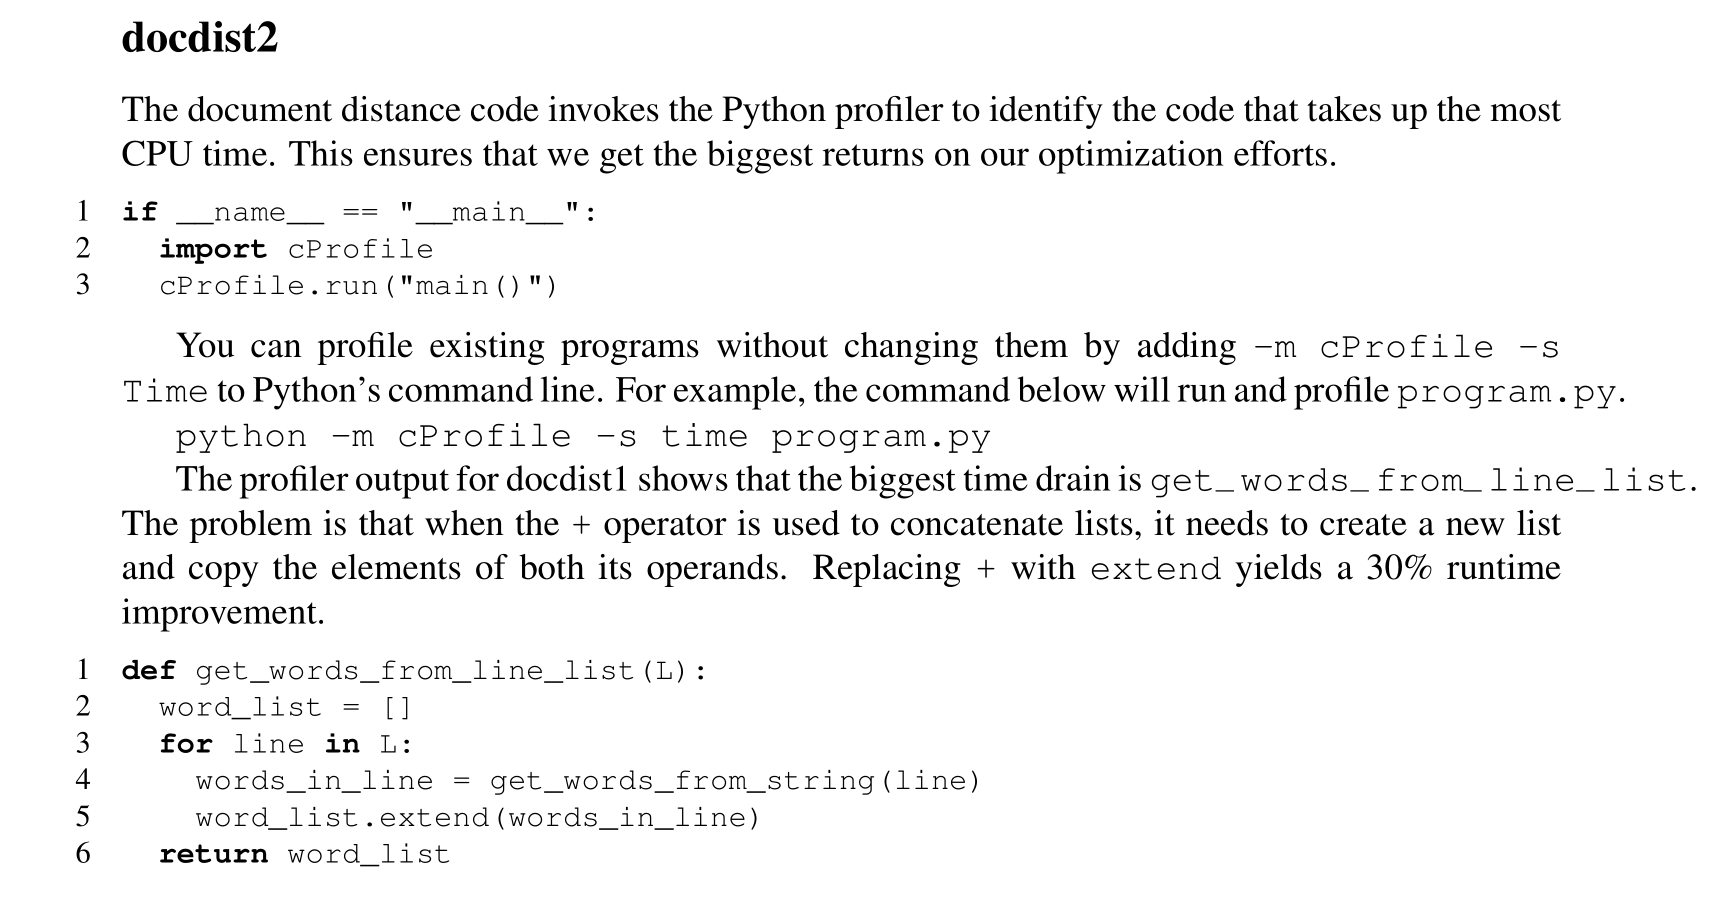 docdist2
The document distance code invokes the Python profiler to identify the code that takes up the most
CPU time. This ensures that we get the biggest returns on our optimization efforts.
1 if __name__ == "__main__":
2   import cProfile
3   cProfile.run("main()")
You can profile existing programs without changing them by adding -m cProfile -s
Time to Python's command line. For example, the command below will run and profile program.py.
python -m cProfile -s time program.py
The profiler output for docdist1 shows that the biggest time drain is get_words_from_line_list.
The problem is that when the + operator is used to concatenate lists, it needs to create a new list
and copy the elements of both its operands. Replacing + with extend yields a 30% runtime
improvement.
1 def get_words_from_line_list(L):
2   word_list = []
3   for line in L:
4     words_in_line = get_words_from_string(line)
5     word_list.extend(words_in_line)
6   return word_list